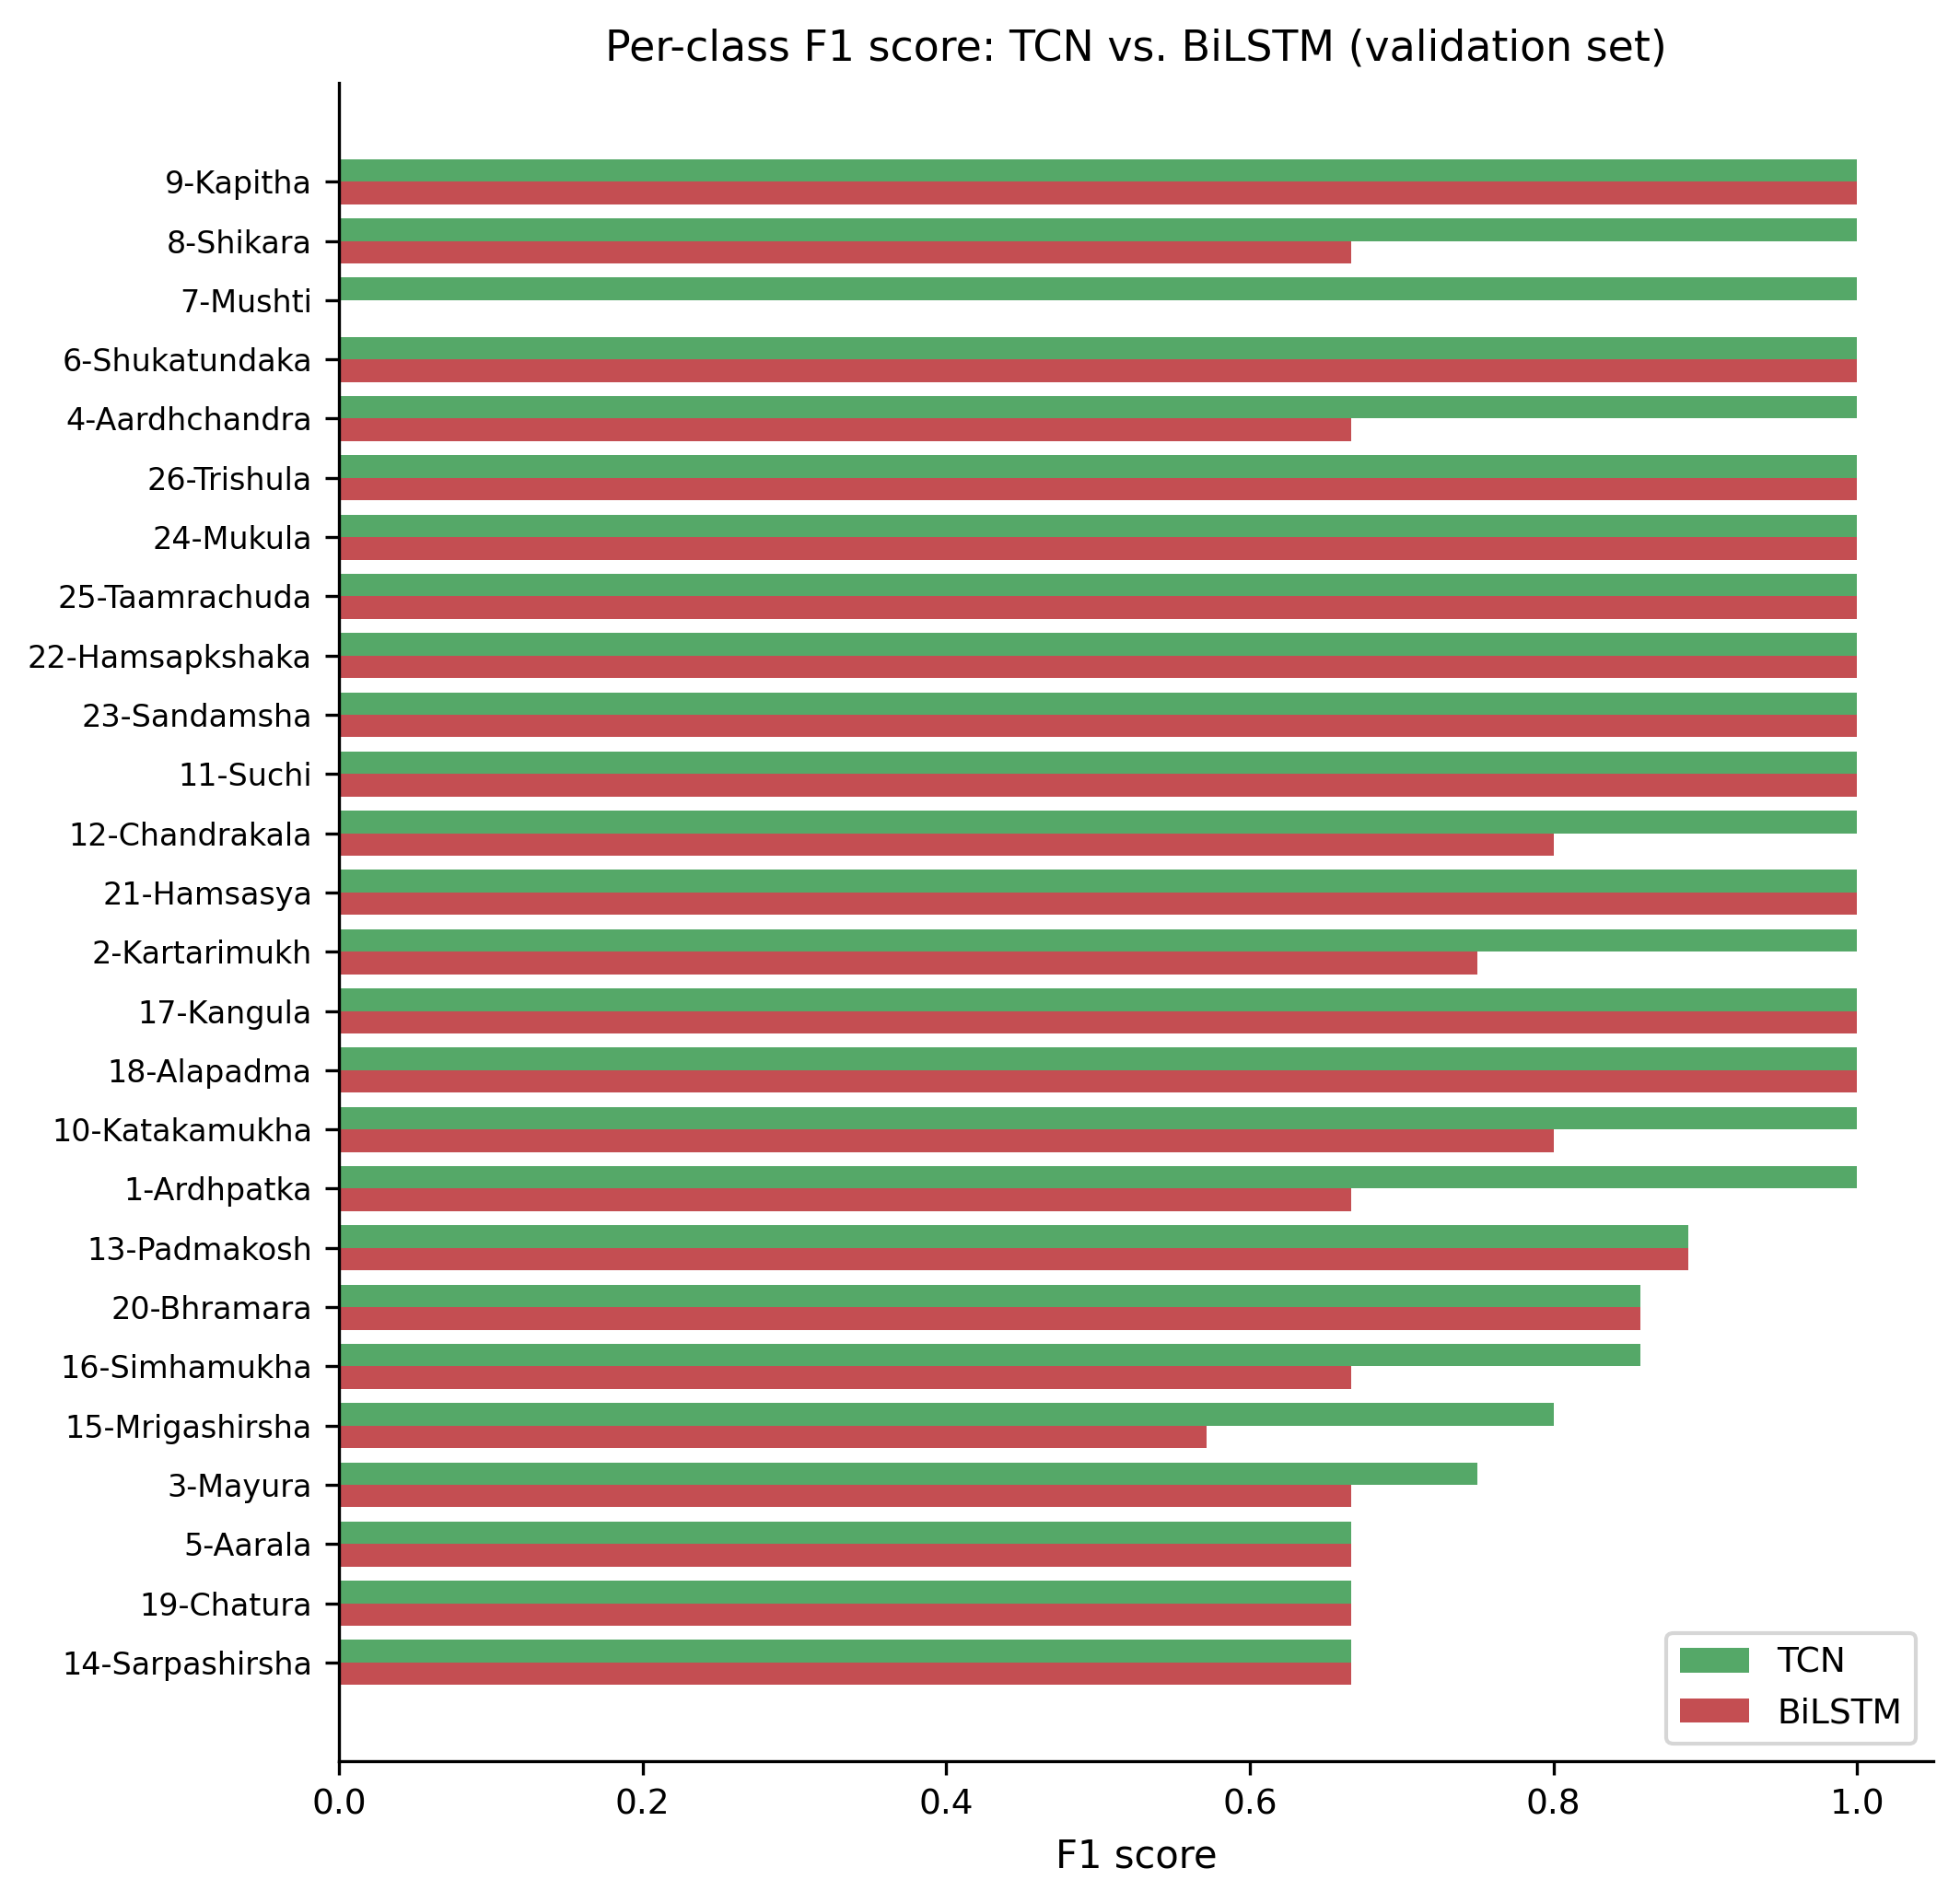 Per-class F1 score: TCN vs. BiLSTM (validation set)
9-Kapitha
8-Shikara
7-Mushti
6-Shukatundaka
4-Aardhchandra
26-Trishula
24-Mukula
25-Taamrachuda
22-Hamsapkshaka
23-Sandamsha
11-Suchi
12-Chandrakala
21-Hamsasya
2-Kartarimukh
17-Kangula
18-Alapadma
10-Katakamukha
1-Ardhpatka
13-Padmakosh
20-Bhramara
16-Simhamukha
15-Mrigashirsha
3-Mayura
5-Aarala
19-Chatura
14-Sarpashirsha
TCN
BiLSTM
0.0 0.2 0.4 0.6 0.8 1.0
F1 score